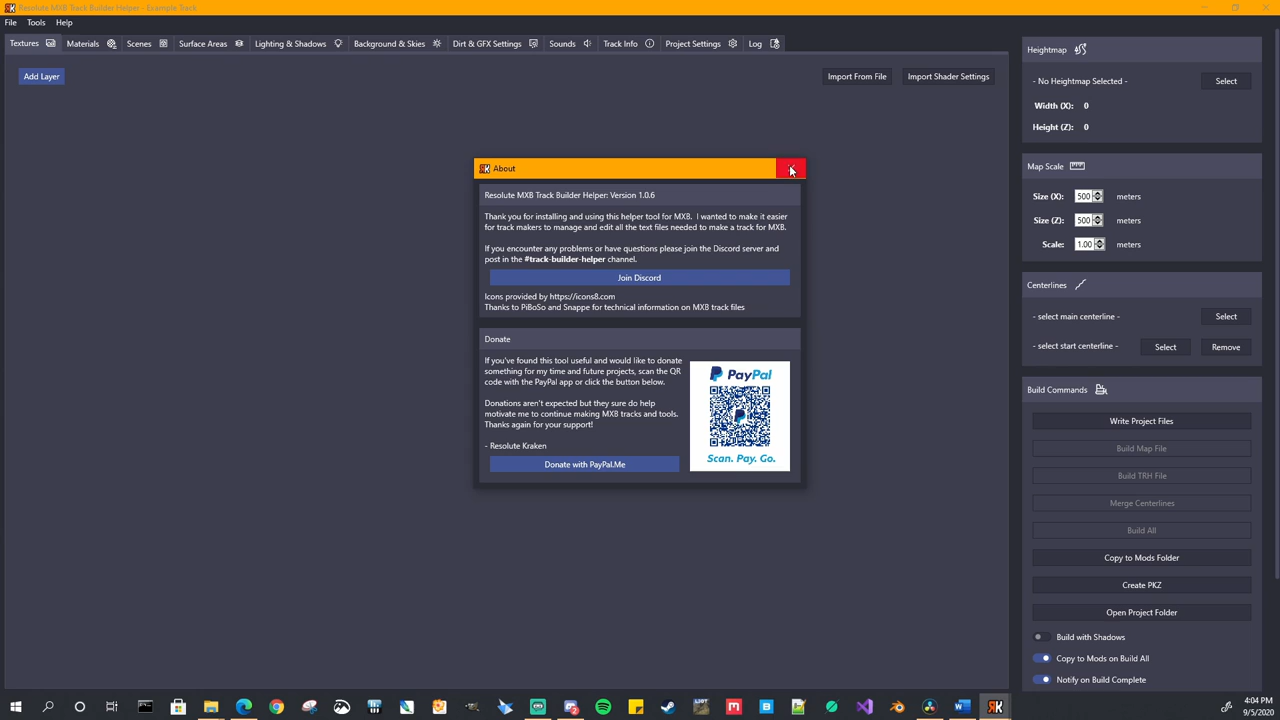 Resolute MXB Track Builder Helper - Example Track
File Tools Help
Textures Materials Scenes Surface Areas Lighting & Shadows Background & Skies Dirt & GFX Settings Sounds Track Info Project Settings Log
Add Layer
Import From File Import Shader Settings
RK About
Resolute MXB Track Builder Helper: Version 1.0.6
Thank you for installing and using this helper tool for MXB. I wanted to make it easier
for track makers to manage and edit all the text files needed to make a track for MXB.
If you encounter any problems or have questions please join the Discord server and
post in the #track-builder-helper channel.
Join Discord
Icons provided by https://icons8.com
Thanks to PiBoSo and Snappe for technical information on MXB track files
Donate
If you've found this tool useful and would like to donate
something for my time and future projects, scan the QR
code with the PayPal app or click the button below.
Donations aren't expected but they sure do help
motivate me to continue making MXB tracks and tools.
Thanks again for your support!
- Resolute Kraken
Donate with PayPal.Me
PayPal
Scan. Pay. Go.
Heightmap
- No Heightmap Selected - Select
Width (X): 0
Height (Z): 0
Map Scale
Size (X): 500 meters
Size (Z): 500 meters
Scale: 1.00 meters
Centerlines
- select main centerline - Select
- select start centerline - Select Remove
Build Commands
Write Project Files
Build Map File
Build TRH File
Merge Centerlines
Build All
Copy to Mods Folder
Create PKZ
Open Project Folder
Build with Shadows
Copy to Mods on Build All
Notify on Build Complete
RK
4:04 PM
9/5/2020